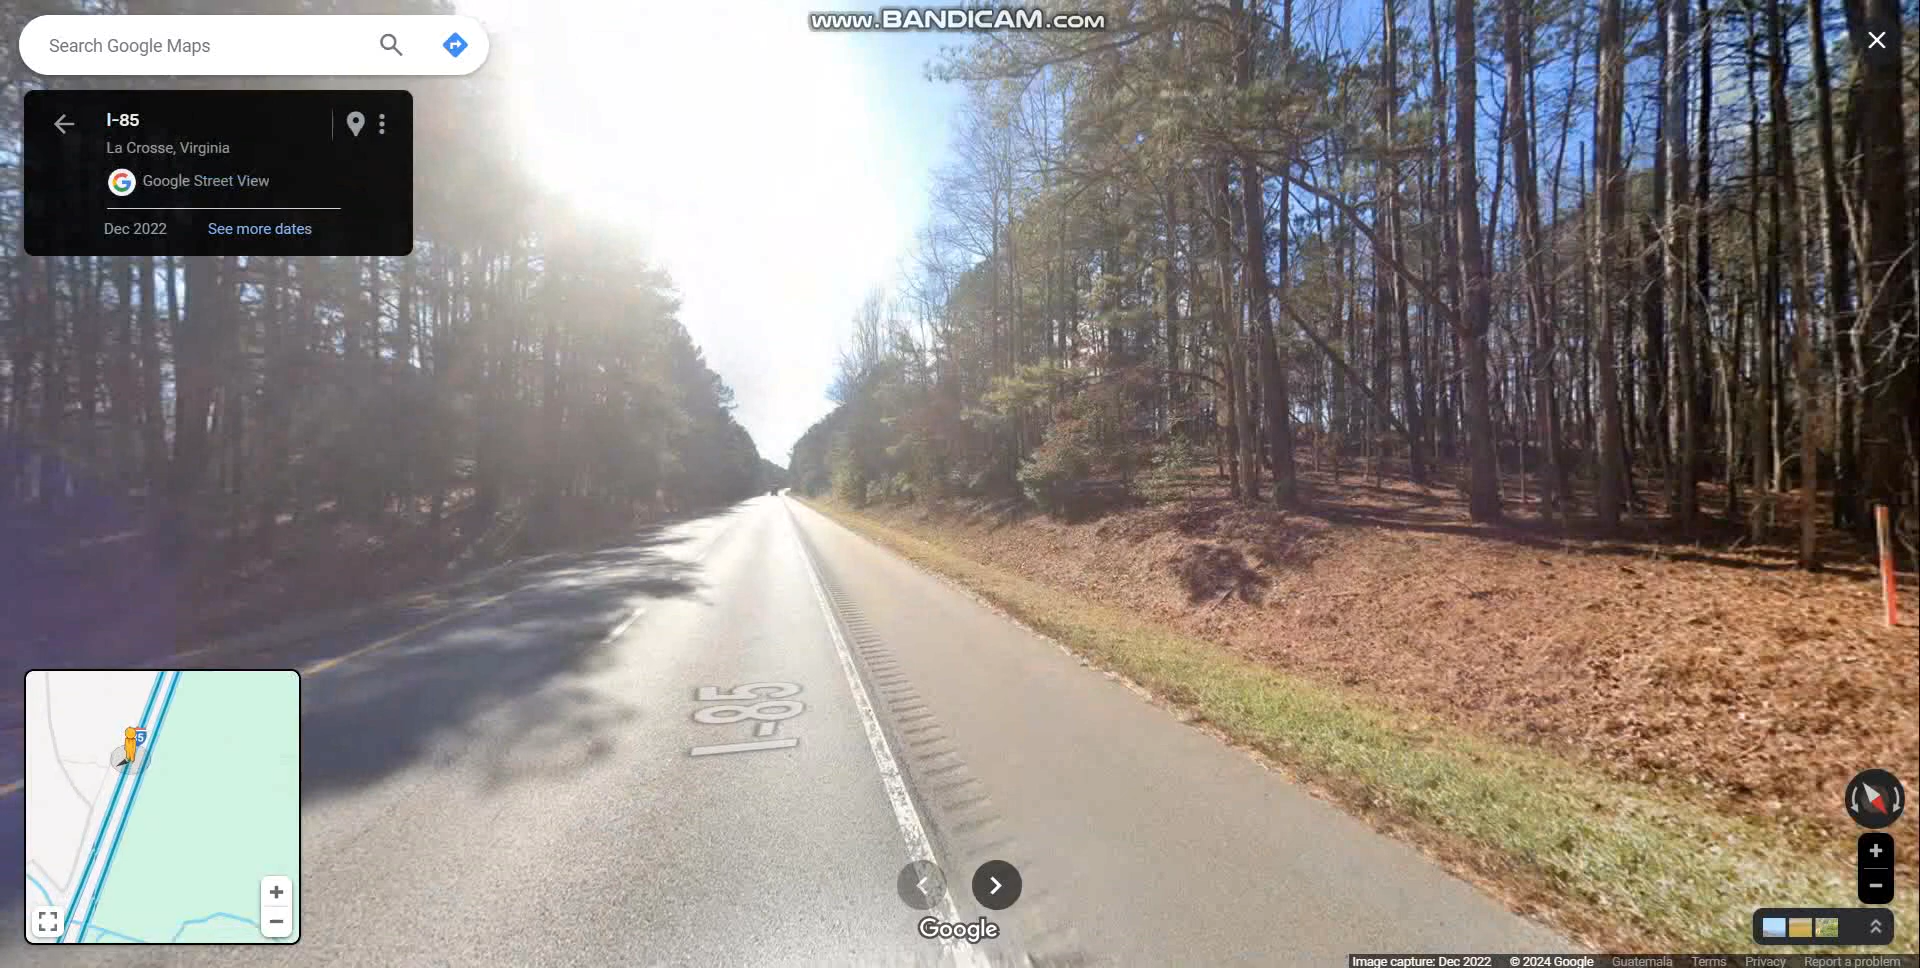 www.BANDICAM.com
Search Google Maps
I-85
La Crosse, Virginia
Google Street View
Dec 2022 See more dates
I-85
Google
Image capture: Dec 2022 © 2024 Google Guatemala Terms Privacy Report a problem